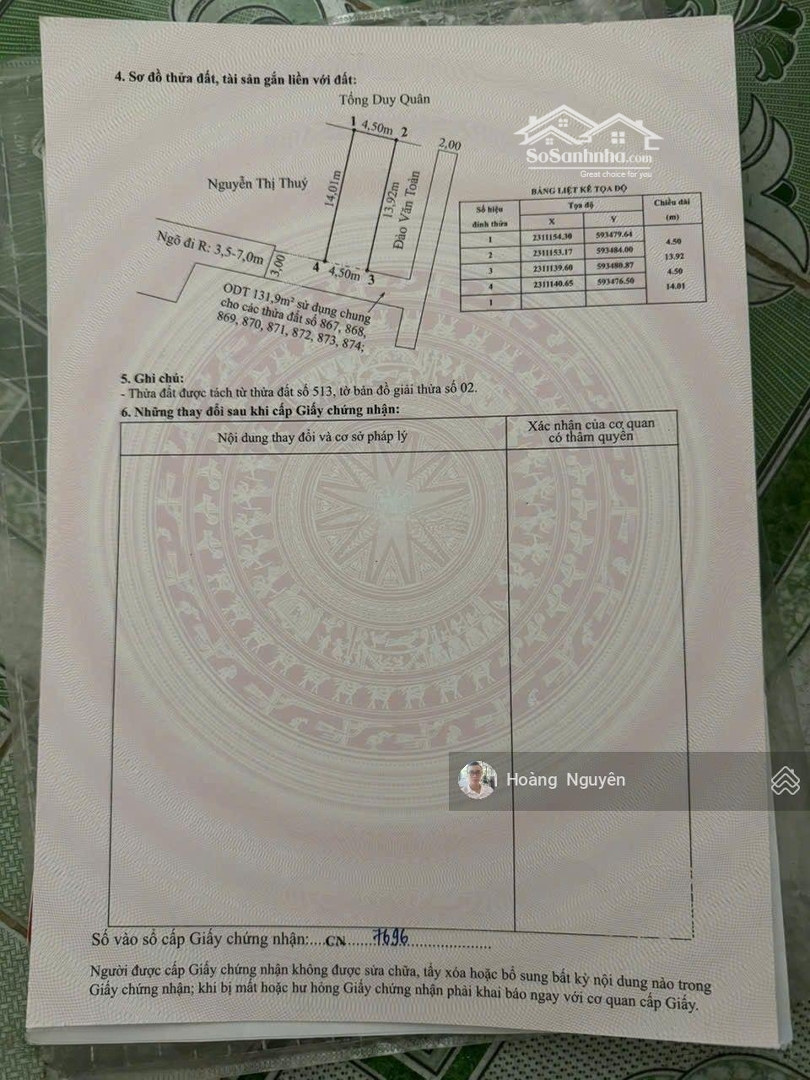 4. Sơ đồ thửa đất, tài sản gắn liền với đất:
Tống Duy Quân
1 4,50m 2
2,00
Nguyễn Thị Thuý
14,01m
13,92m
Đào Văn Toàn
Ngõ đi R: 3,5-7,0m
3,00
4 4,50m 3
ODT 131,9m² sử dụng chung
cho các thửa đất số 867, 868,
869, 870, 871, 872, 873, 874;
SoSanhnha.com
Great choice for you
BẢNG LIỆT KÊ TỌA ĐỘ
Số hiệu đỉnh thửa Tọa độ Chiều dài (m)
X Y
1 2311154.30 593479.64
4.50
2 2311153.17 593484.00
13.92
3 2311139.60 593480.87
4.50
4 2311140.65 593476.50
14.01
1
5. Ghi chú:
- Thửa đất được tách từ thửa đất số 513, tờ bản đồ giải thửa số 02.
6. Những thay đổi sau khi cấp Giấy chứng nhận:
Nội dung thay đổi và cơ sở pháp lý
Xác nhận của cơ quan
có thẩm quyền
Hoàng Nguyên
Số vào sổ cấp Giấy chứng nhận:....CN......7696..................
Người được cấp Giấy chứng nhận không được sửa chữa, tẩy xóa hoặc bổ sung bất kỳ nội dung nào trong
Giấy chứng nhận; khi bị mất hoặc hư hỏng Giấy chứng nhận phải khai báo ngay với cơ quan cấp Giấy.